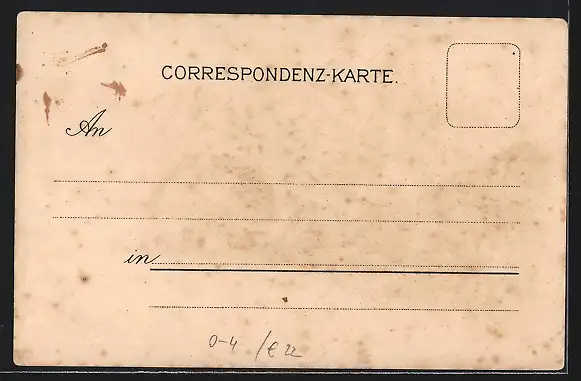 CORRESPONDENZ-KARTE.
An
in
0-4 /€ 22